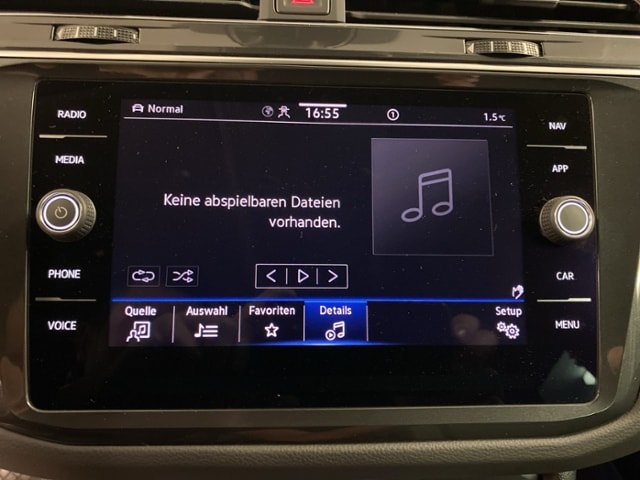 RADIO
MEDIA
PHONE
VOICE
Normal
16:55
1
1.5°C
Keine abspielbaren Dateien
vorhanden.
Quelle
Auswahl
Favoriten
Details
Setup
NAV
APP
CAR
MENU